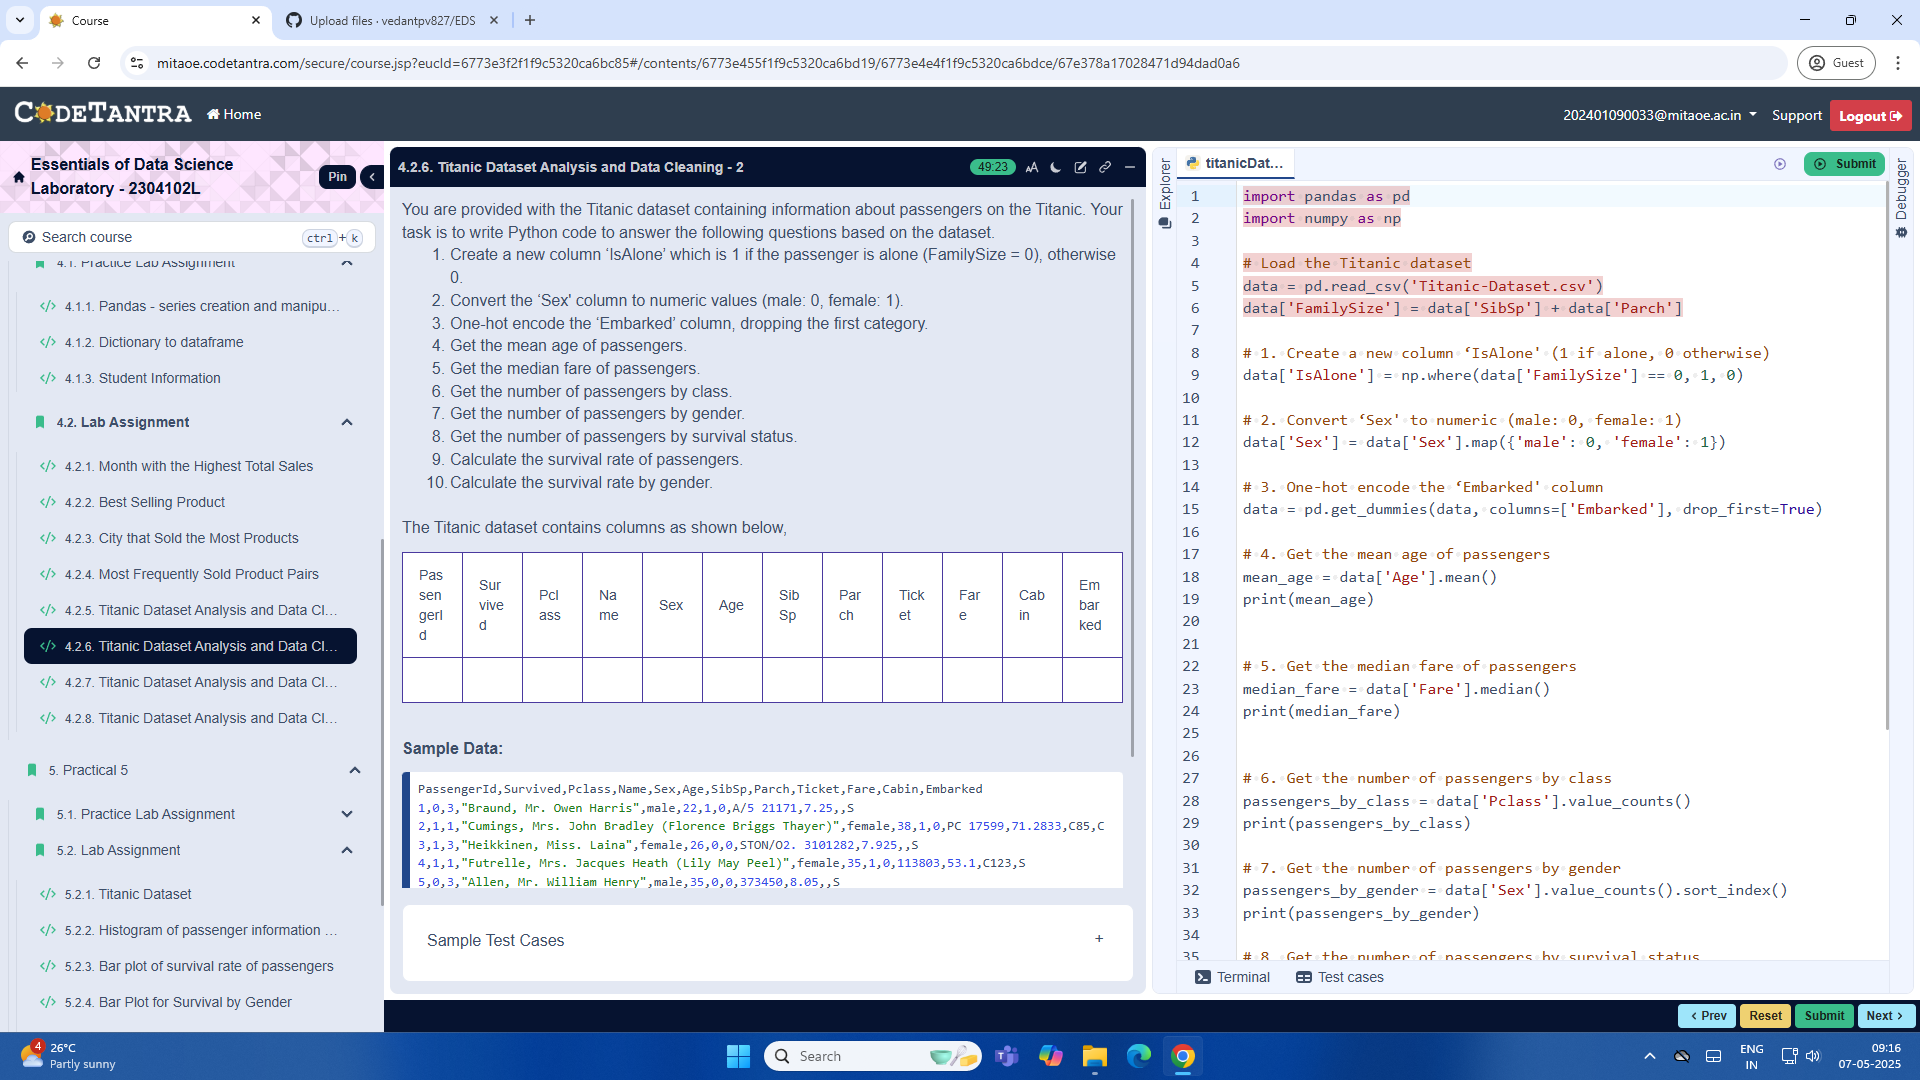 Course
Upload files · vedantpv827/EDS
mitaoe.codetantra.com/secure/course.jsp?eucId=6773e3f2f1f9c5320ca6bc85#/contents/6773e455f1f9c5320ca6bd19/6773e4e4f1f9c5320ca6bdce/67e378a17028471d94dad0a6
Guest
CODETANTRA
Home
202401090033@mitaoe.ac.in
Support
Logout
Essentials of Data Science
Laboratory - 2304102L
Pin
Search course
ctrl + k
4.1. Practice Lab Assignment
4.1.1. Pandas - series creation and manipu...
4.1.2. Dictionary to dataframe
4.1.3. Student Information
4.2. Lab Assignment
4.2.1. Month with the Highest Total Sales
4.2.2. Best Selling Product
4.2.3. City that Sold the Most Products
4.2.4. Most Frequently Sold Product Pairs
4.2.5. Titanic Dataset Analysis and Data Cl...
4.2.6. Titanic Dataset Analysis and Data Cl...
4.2.7. Titanic Dataset Analysis and Data Cl...
4.2.8. Titanic Dataset Analysis and Data Cl...
5. Practical 5
5.1. Practice Lab Assignment
5.2. Lab Assignment
5.2.1. Titanic Dataset
5.2.2. Histogram of passenger information ...
5.2.3. Bar plot of survival rate of passengers
5.2.4. Bar Plot for Survival by Gender
4.2.6. Titanic Dataset Analysis and Data Cleaning - 2
49:23
AA
You are provided with the Titanic dataset containing information about passengers on the Titanic. Your
task is to write Python code to answer the following questions based on the dataset.
1. Create a new column ‘IsAlone’ which is 1 if the passenger is alone (FamilySize = 0), otherwise
0.
2. Convert the ‘Sex' column to numeric values (male: 0, female: 1).
3. One-hot encode the ‘Embarked’ column, dropping the first category.
4. Get the mean age of passengers.
5. Get the median fare of passengers.
6. Get the number of passengers by class.
7. Get the number of passengers by gender.
8. Get the number of passengers by survival status.
9. Calculate the survival rate of passengers.
10. Calculate the survival rate by gender.
The Titanic dataset contains columns as shown below,
PassengerId Survived Pclass Name Sex Age SibSp Parch Ticket Fare Cabin Embarked
Sample Data:
PassengerId,Survived,Pclass,Name,Sex,Age,SibSp,Parch,Ticket,Fare,Cabin,Embarked
1,0,3,"Braund, Mr. Owen Harris",male,22,1,0,A/5 21171,7.25,,S
2,1,1,"Cumings, Mrs. John Bradley (Florence Briggs Thayer)",female,38,1,0,PC 17599,71.2833,C85,C
3,1,3,"Heikkinen, Miss. Laina",female,26,0,0,STON/O2. 3101282,7.925,,S
4,1,1,"Futrelle, Mrs. Jacques Heath (Lily May Peel)",female,35,1,0,113803,53.1,C123,S
5,0,3,"Allen, Mr. William Henry",male,35,0,0,373450,8.05,,S
Sample Test Cases
+
Explorer
titanicDat...
Submit
Debugger
1 import pandas as pd
2 import numpy as np
3
4 # Load the Titanic dataset
5 data = pd.read_csv('Titanic-Dataset.csv')
6 data['FamilySize'] = data['SibSp'] + data['Parch']
7
8 # 1. Create a new column ‘IsAlone' (1 if alone, 0 otherwise)
9 data['IsAlone'] = np.where(data['FamilySize'] == 0, 1, 0)
10
11 # 2. Convert ‘Sex' to numeric (male: 0, female: 1)
12 data['Sex'] = data['Sex'].map({'male': 0, 'female': 1})
13
14 # 3. One-hot encode the ‘Embarked' column
15 data = pd.get_dummies(data, columns=['Embarked'], drop_first=True)
16
17 # 4. Get the mean age of passengers
18 mean_age = data['Age'].mean()
19 print(mean_age)
20
21
22 # 5. Get the median fare of passengers
23 median_fare = data['Fare'].median()
24 print(median_fare)
25
26
27 # 6. Get the number of passengers by class
28 passengers_by_class = data['Pclass'].value_counts()
29 print(passengers_by_class)
30
31 # 7. Get the number of passengers by gender
32 passengers_by_gender = data['Sex'].value_counts().sort_index()
33 print(passengers_by_gender)
34
35 # 8. Get the number of passengers by survival status
Terminal
Test cases
Prev
Reset
Submit
Next
4
26°C
Partly sunny
Search
ENG
IN
09:16
07-05-2025